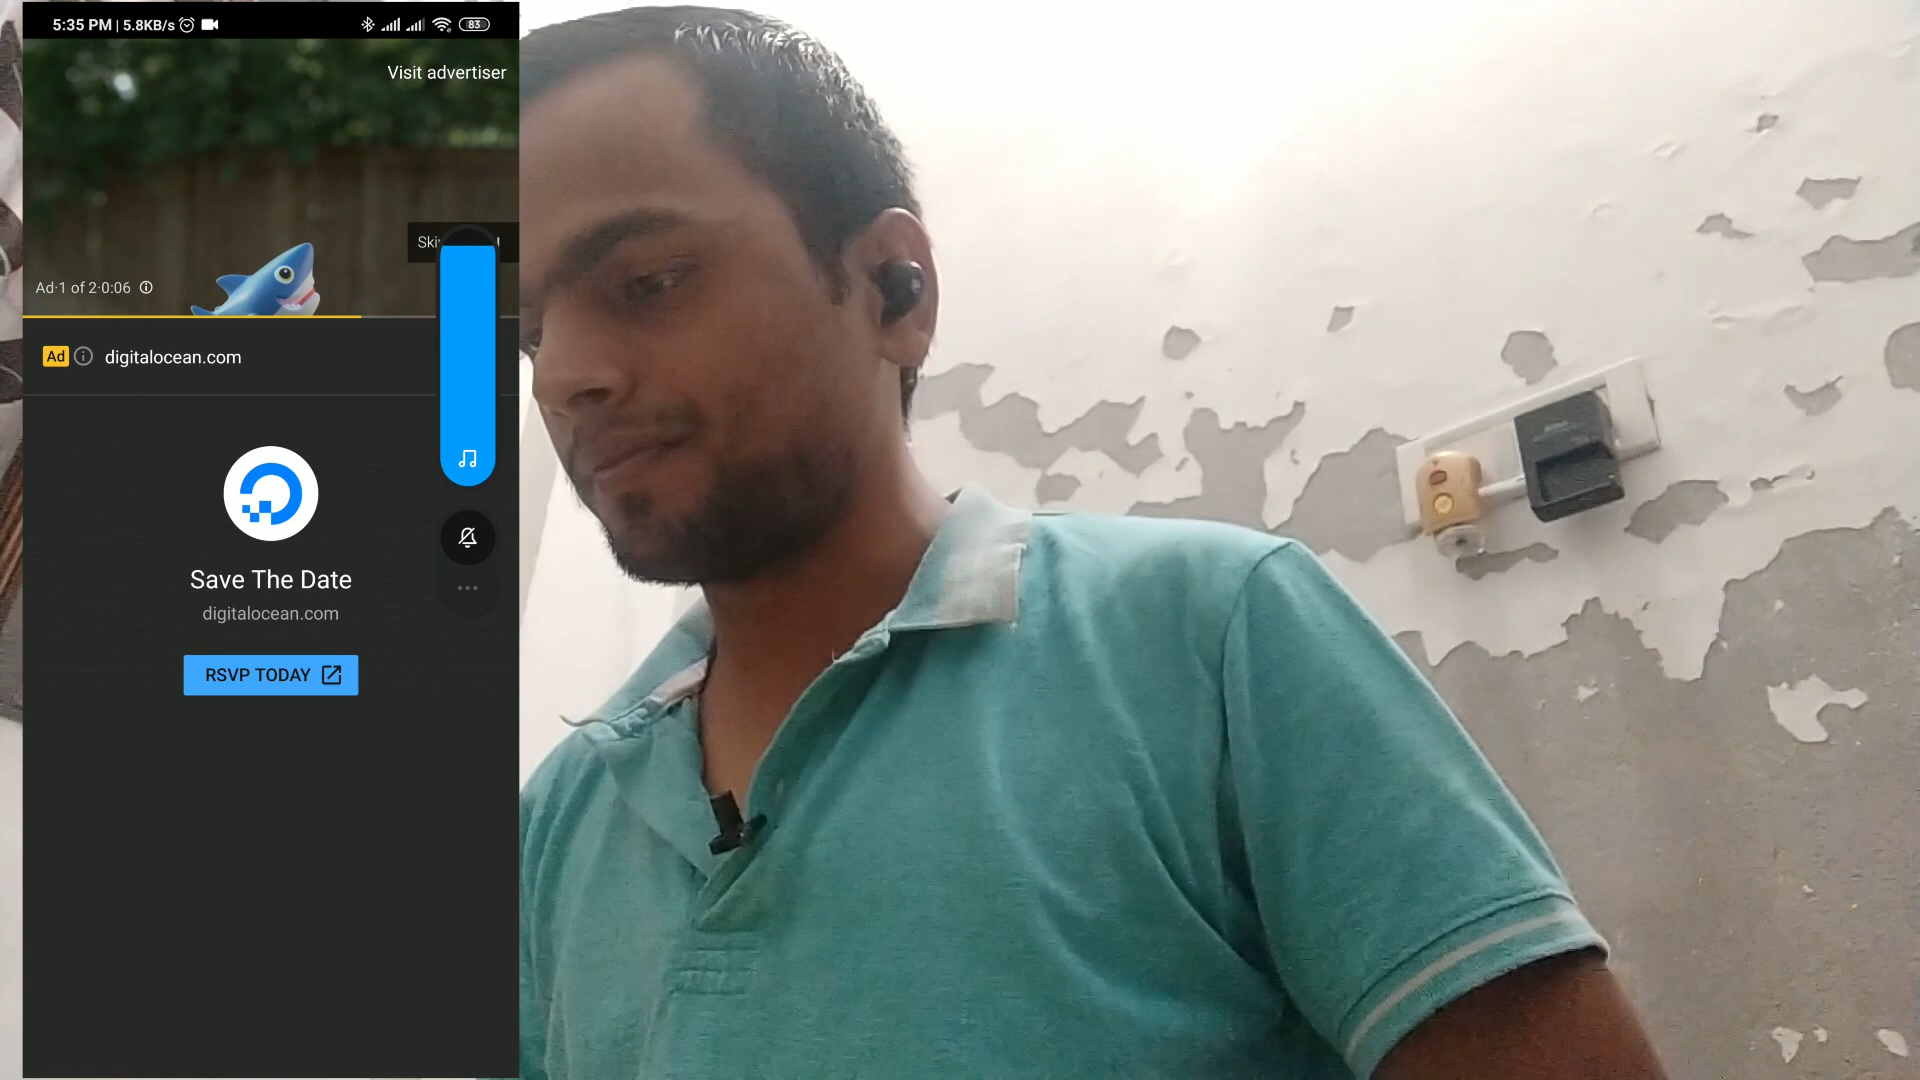 5:35 PM | 5.8KB/s
83
Visit advertiser
Ad·1 of 2·0:06
Ad digitalocean.com
Save The Date
digitalocean.com
RSVP TODAY